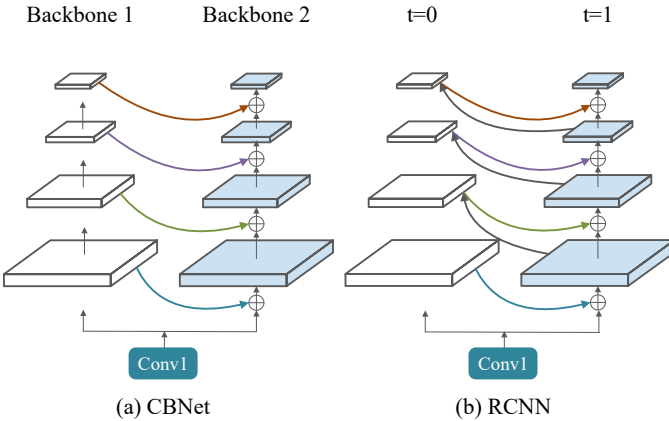 Backbone 1 Backbone 2 t=0 t=1
Conv1 Conv1
(a) CBNet (b) RCNN